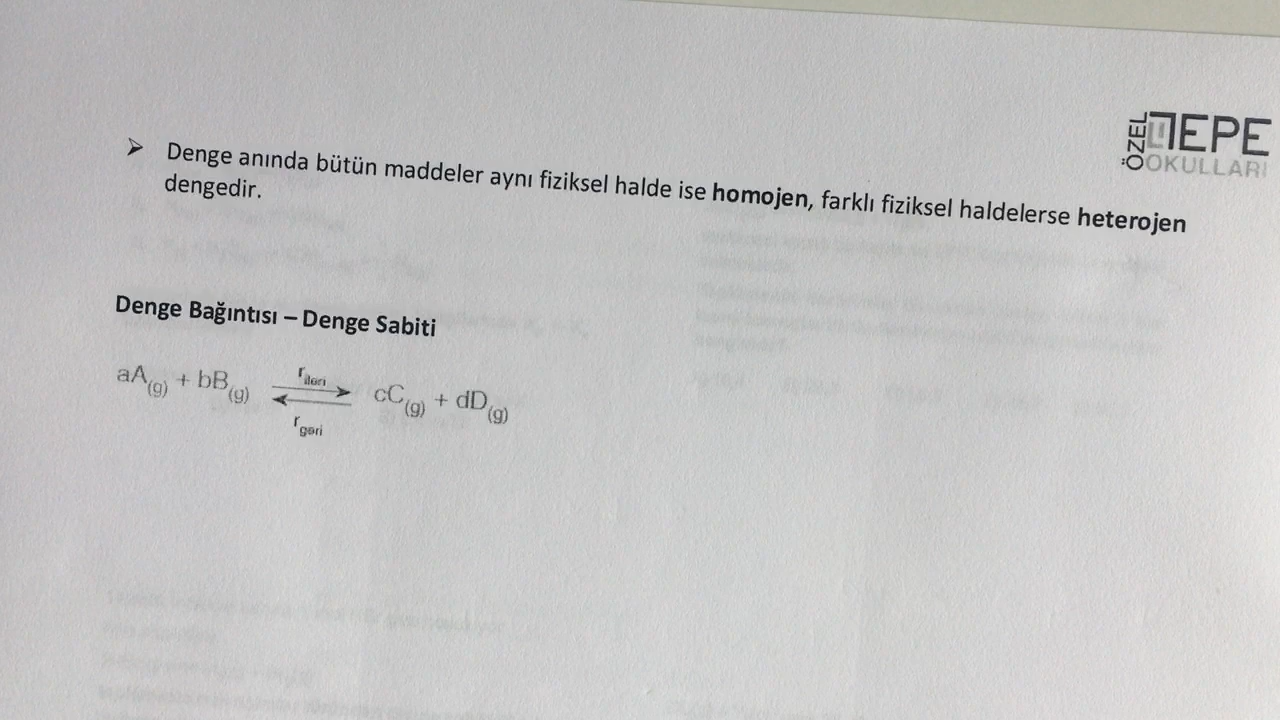 ÖZEL TEPE
OKULLARI
➢ Denge anında bütün maddeler aynı fiziksel halde ise homojen, farklı fiziksel haldelerse heterojen
dengedir.
Denge Bağıntısı – Denge Sabiti
aA(g) + bB(g) ⇌ cC(g) + dD(g)
rileri
rgeri